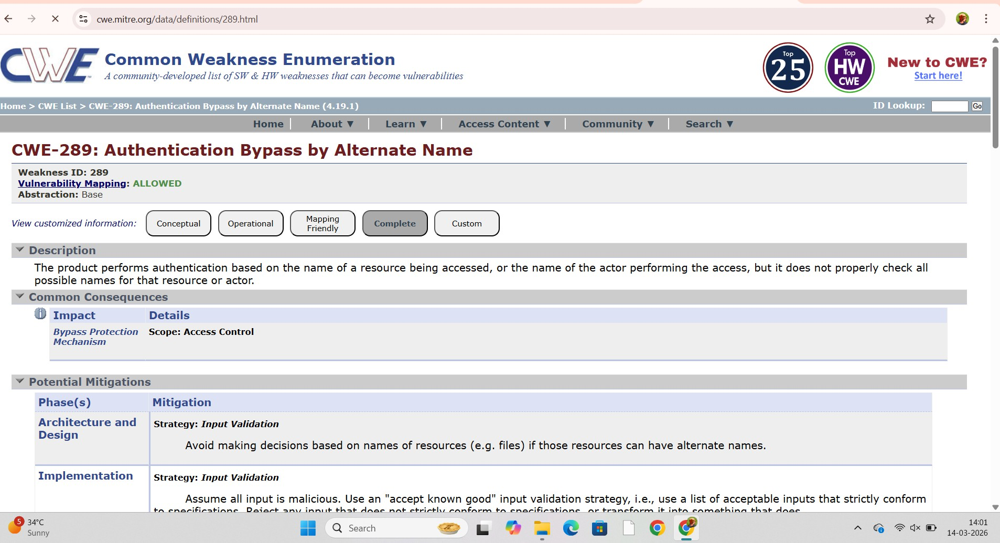 cwe.mitre.org/data/definitions/289.html
CWE
Common Weakness Enumeration
A community-developed list of SW & HW weaknesses that can become vulnerabilities
Top
25
Top
HW
CWE
New to CWE?
Start here!
Home > CWE List > CWE-289: Authentication Bypass by Alternate Name (4.19.1)
ID Lookup:
Go
Home
About ▼
Learn ▼
Access Content ▼
Community ▼
Search ▼
CWE-289: Authentication Bypass by Alternate Name
Weakness ID: 289
Vulnerability Mapping: ALLOWED
Abstraction: Base
View customized information:
Conceptual
Operational
Mapping
Friendly
Complete
Custom
Description
The product performs authentication based on the name of a resource being accessed, or the name of the actor performing the access, but it does not properly check all
possible names for that resource or actor.
Common Consequences
Impact
Details
Bypass Protection
Mechanism
Scope: Access Control
Potential Mitigations
Phase(s)
Mitigation
Architecture and
Design
Strategy: Input Validation
Avoid making decisions based on names of resources (e.g. files) if those resources can have alternate names.
Implementation
Strategy: Input Validation
Assume all input is malicious. Use an "accept known good" input validation strategy, i.e., use a list of acceptable inputs that strictly conform
to specifications. Reject any input that does not strictly conform to specifications, or transform it into something that does.
5
34°C
Sunny
Search
14:01
14-03-2026